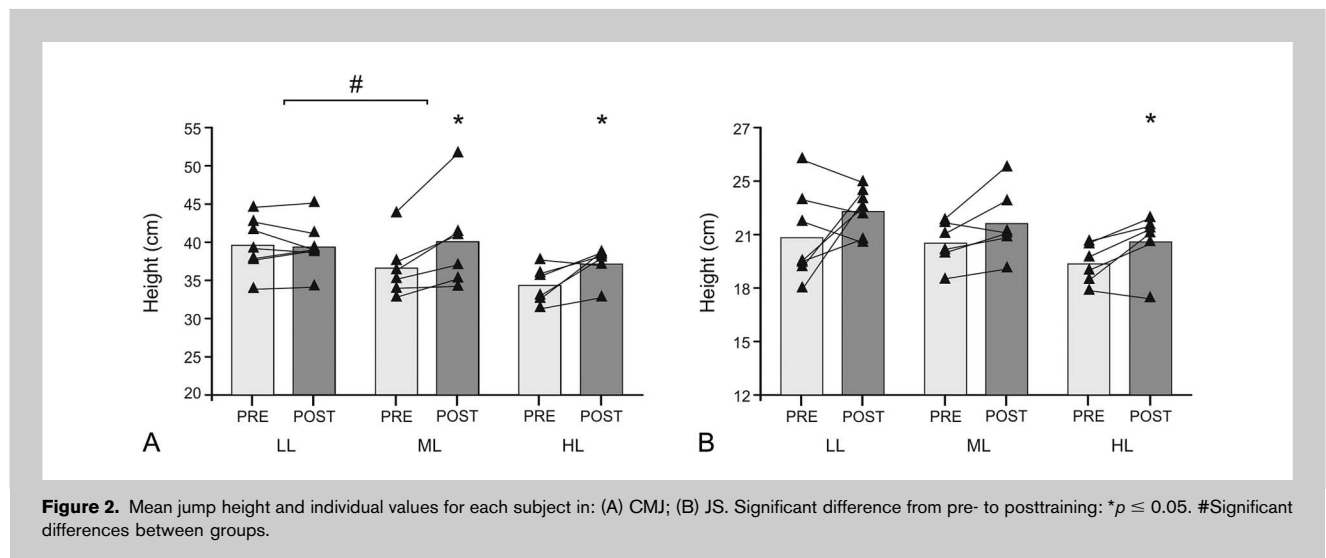 #
* * *
55 27
50
45 25
40
35 21
30 18
25 15
20 12
Height (cm) Height (cm)
PRE POST PRE POST PRE POST PRE POST PRE POST PRE POST
A LL ML HL B LL ML HL
Figure 2. Mean jump height and individual values for each subject in: (A) CMJ; (B) JS. Significant difference from pre- to posttraining: *p ≤ 0.05. #Significant
differences between groups.